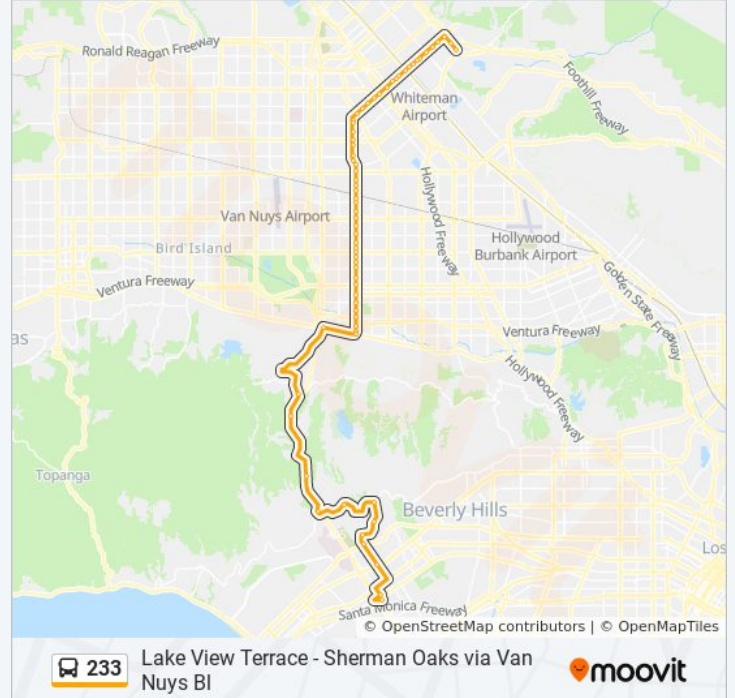 Ronald Reagan Freeway
Whiteman
Airport
Foothill Freeway
Hollywood Freeway
Van Nuys Airport
Bird Island
Hollywood
Burbank Airport
Ventura Freeway
Golden State Freeway
as
Ventura Freeway
Hollywood Freeway
Topanga
Beverly Hills
Los
Santa Monica Freeway
© OpenStreetMap contributors | © OpenMapTiles
233
Lake View Terrace - Sherman Oaks via Van
Nuys Bl
moovit